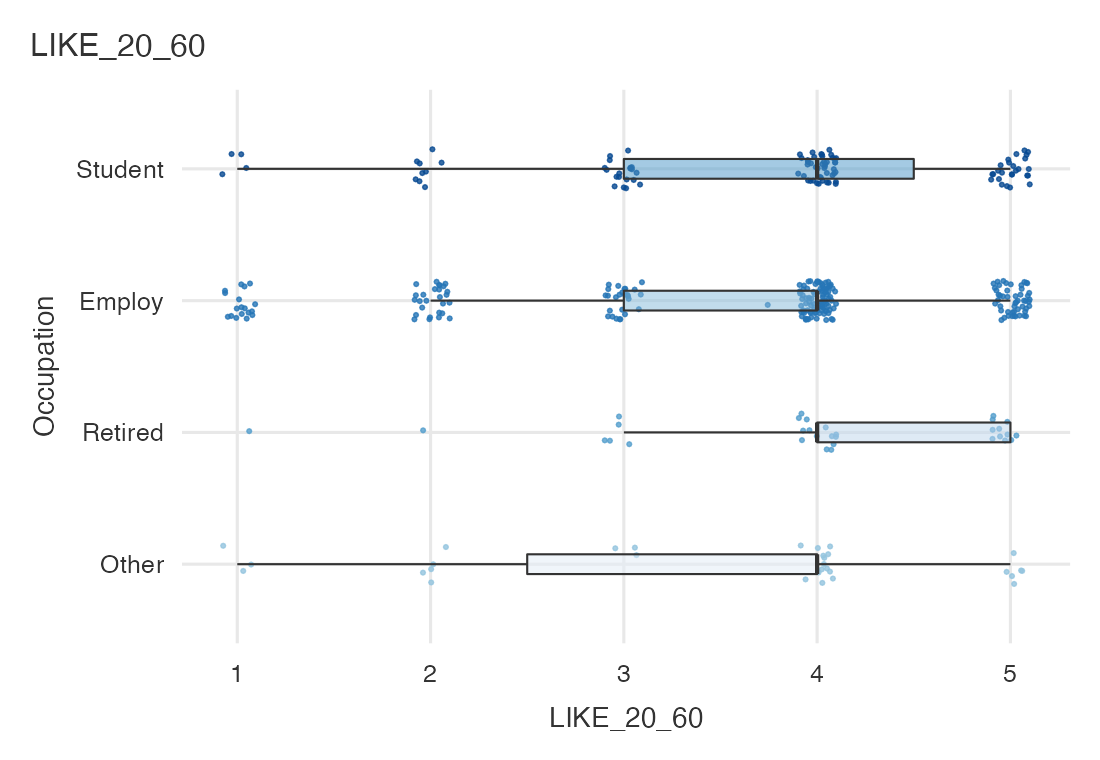 LIKE_20_60
Student
Employ
Retired
Other
Occupation
1 2 3 4 5
LIKE_20_60